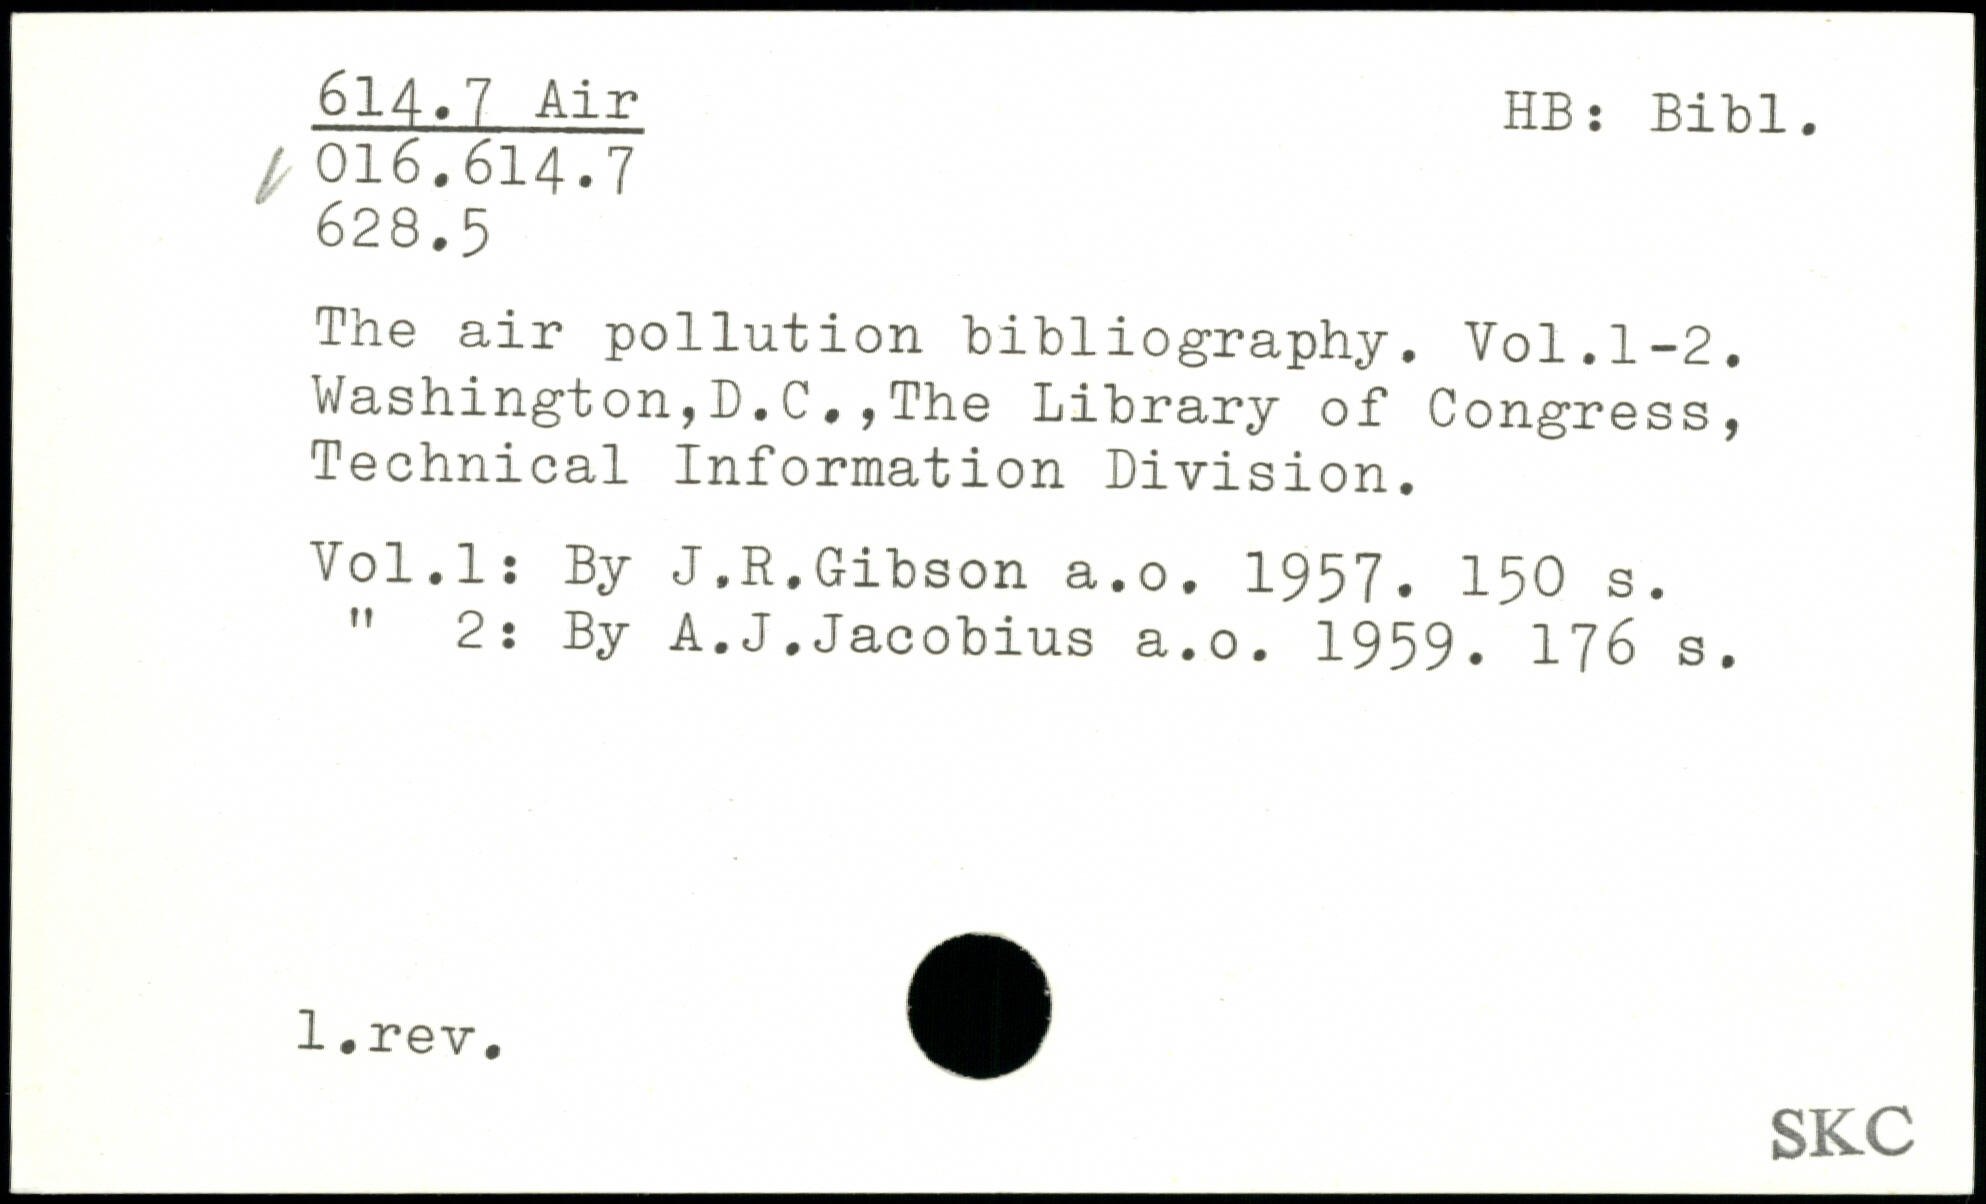 614.7 Air
HB: Bibl.
016.614.7
628.5
The air pollution bibliography. Vol.1-2.
Washington,D.C.,The Library of Congress,
Technical Information Division.
Vol.1: By J.R.Gibson a.o. 1957. 150 s.
" 2: By A.J.Jacobius a.o. 1959. 176 s.
1.rev.
SKC